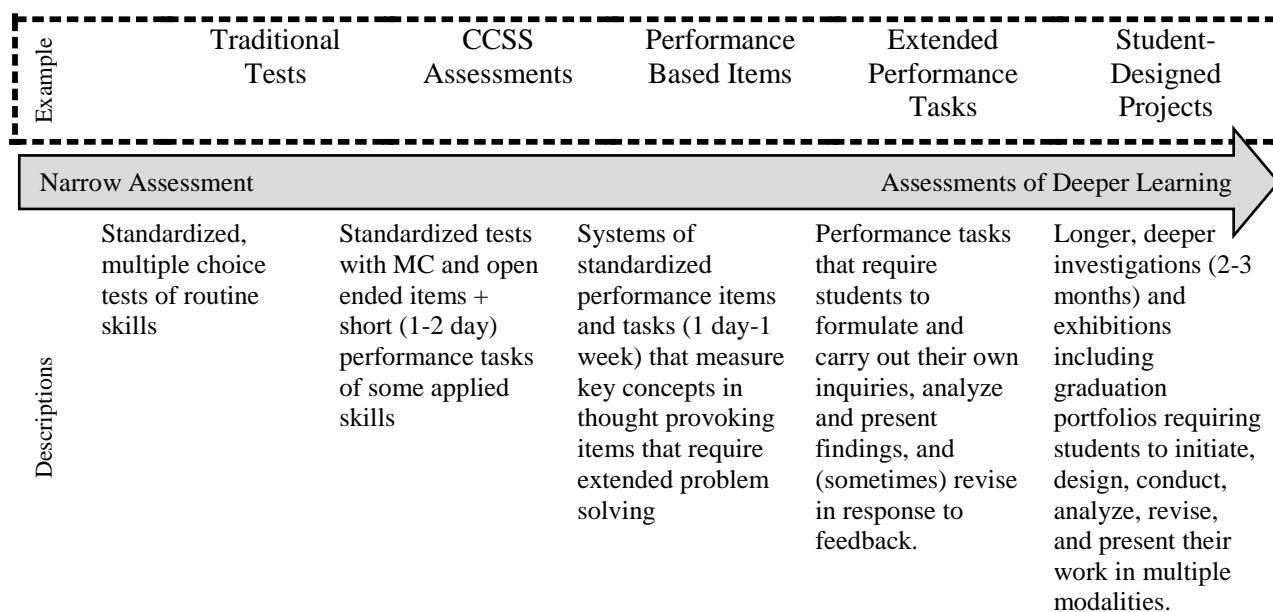 Example
Traditional
Tests
CCSS
Assessments
Performance
Based Items
Extended
Performance
Tasks
Student-
Designed
Projects
Narrow Assessment
Assessments of Deeper Learning
Descriptions
Standardized,
multiple choice
tests of routine
skills
Standardized tests
with MC and open
ended items +
short (1-2 day)
performance tasks
of some applied
skills
Systems of
standardized
performance items
and tasks (1 day-1
week) that measure
key concepts in
thought provoking
items that require
extended problem
solving
Performance tasks
that require
students to
formulate and
carry out their own
inquiries, analyze
and present
findings, and
(sometimes) revise
in response to
feedback.
Longer, deeper
investigations (2-3
months) and
exhibitions
including
graduation
portfolios requiring
students to initiate,
design, conduct,
analyze, revise,
and present their
work in multiple
modalities.